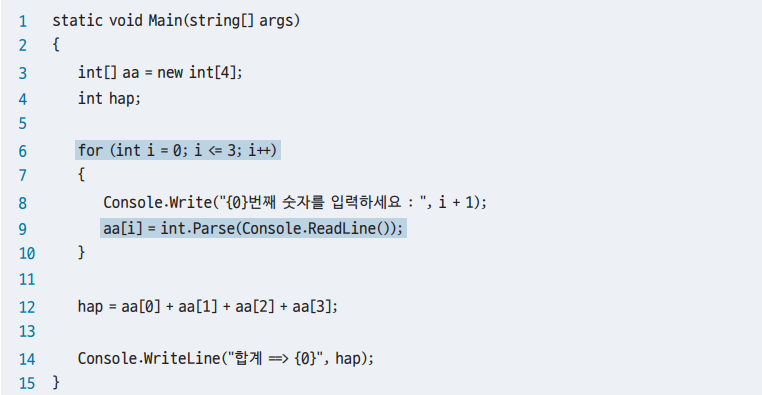 1 static void Main(string[] args)
2 {
3 int[] aa = new int[4];
4 int hap;
5
6 for (int i = 0; i <= 3; i++)
7 {
8 Console.Write("{0}번째 숫자를 입력하세요 : ", i + 1);
9 aa[i] = int.Parse(Console.ReadLine());
10 }
11
12 hap = aa[0] + aa[1] + aa[2] + aa[3];
13
14 Console.WriteLine("합계 ==> {0}", hap);
15 }